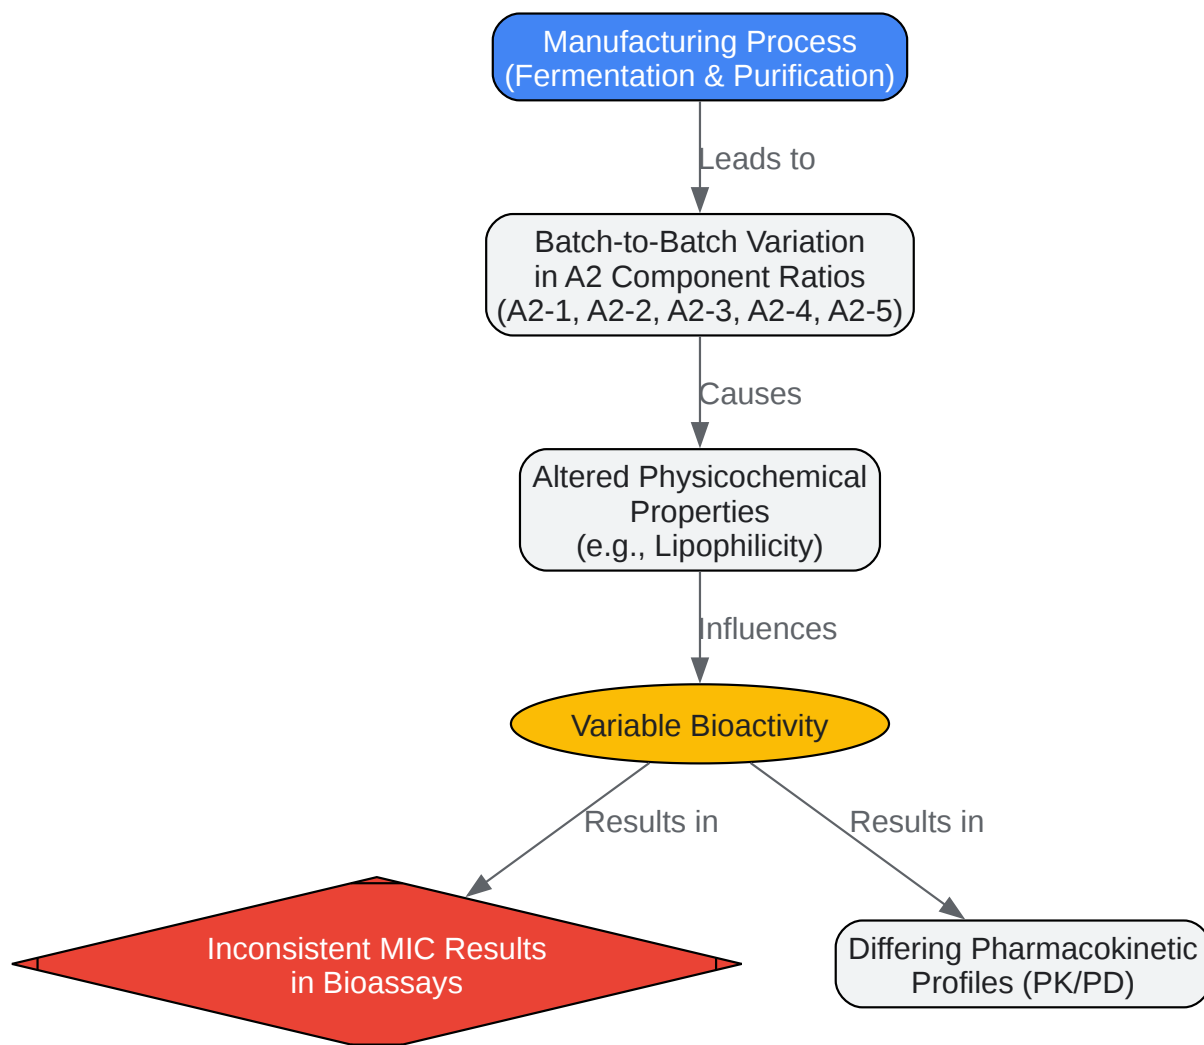 Manufacturing Process
(Fermentation & Purification)
Leads to
Batch-to-Batch Variation
in A2 Component Ratios
(A2-1, A2-2, A2-3, A2-4, A2-5)
Causes
Altered Physicochemical
Properties
(e.g., Lipophilicity)
Influences
Variable Bioactivity
Results in
Results in
Inconsistent MIC Results
in Bioassays
Differing Pharmacokinetic
Profiles (PK/PD)